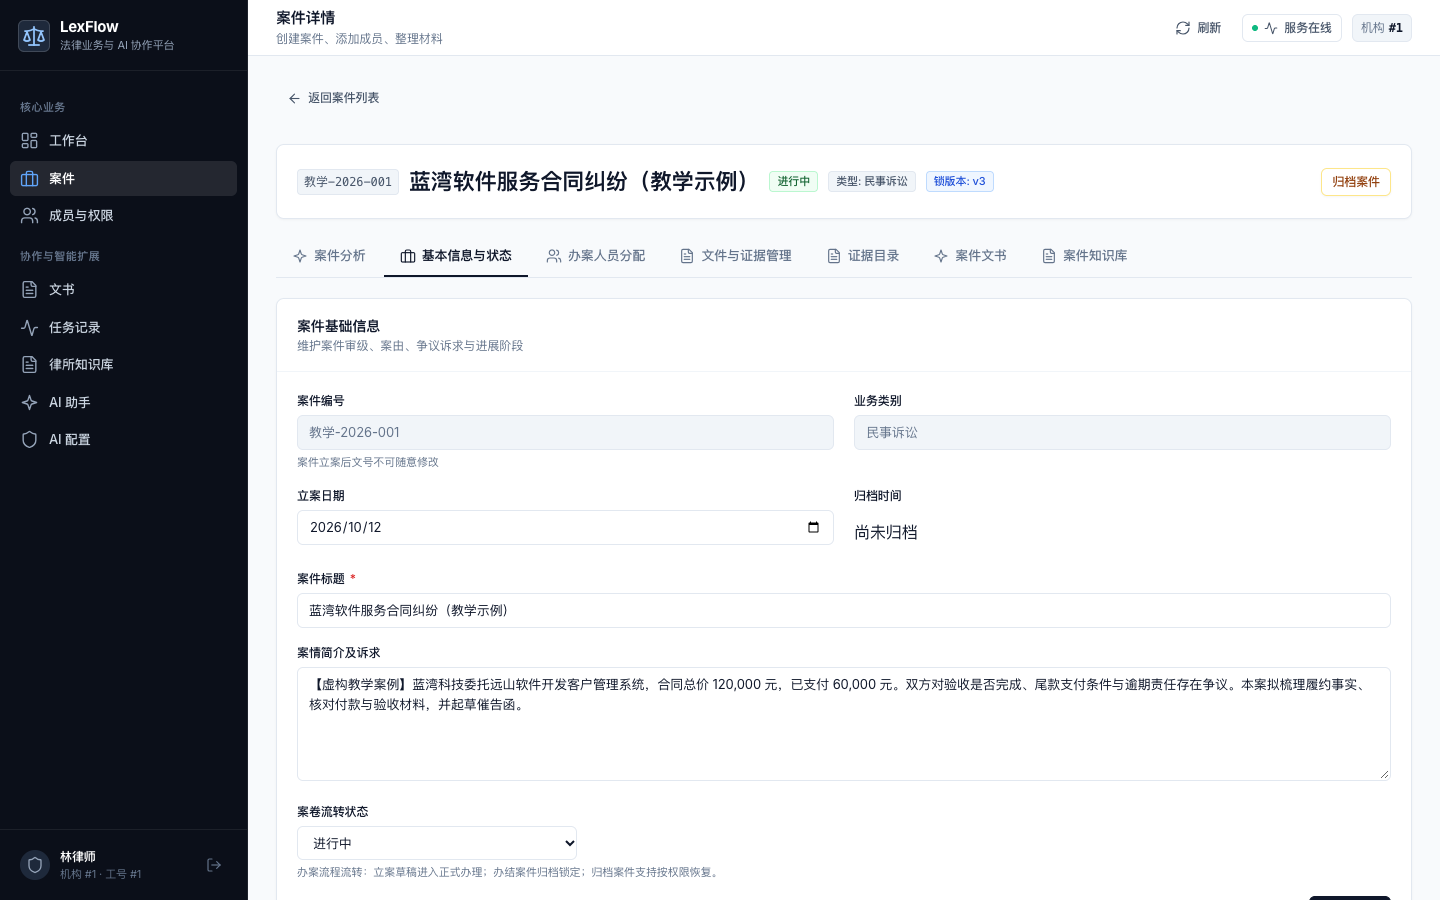 LexFlow
法律业务与 AI 协作平台
核心业务
工作台
案件
成员与权限
协作与智能扩展
文书
任务记录
律所知识库
AI 助手
AI 配置
林律师
机构 #1 · 工号 #1
案件详情
创建案件、添加成员、整理材料
刷新
服务在线
机构 #1
返回案件列表
教学-2026-001
蓝湾软件服务合同纠纷（教学示例）
进行中
类型: 民事诉讼
锁版本: v3
归档案件
案件分析
基本信息与状态
办案人员分配
文件与证据管理
证据目录
案件文书
案件知识库
案件基础信息
维护案件审级、案由、争议诉求与进展阶段
案件编号
业务类别
教学-2026-001
民事诉讼
案件立案后文号不可随意修改
立案日期
归档时间
2026/10/12
尚未归档
案件标题 *
蓝湾软件服务合同纠纷（教学示例）
案情简介及诉求
【虚构教学案例】蓝湾科技委托远山软件开发客户管理系统，合同总价 120,000 元，已支付 60,000 元。双方对验收是否完成、尾款支付条件与逾期责任存在争议。本案拟梳理履约事实、
核对付款与验收材料，并起草催告函。
案卷流转状态
进行中
办案流程流转：立案草稿进入正式办理；办结案件归档锁定；归档案件支持按权限恢复。